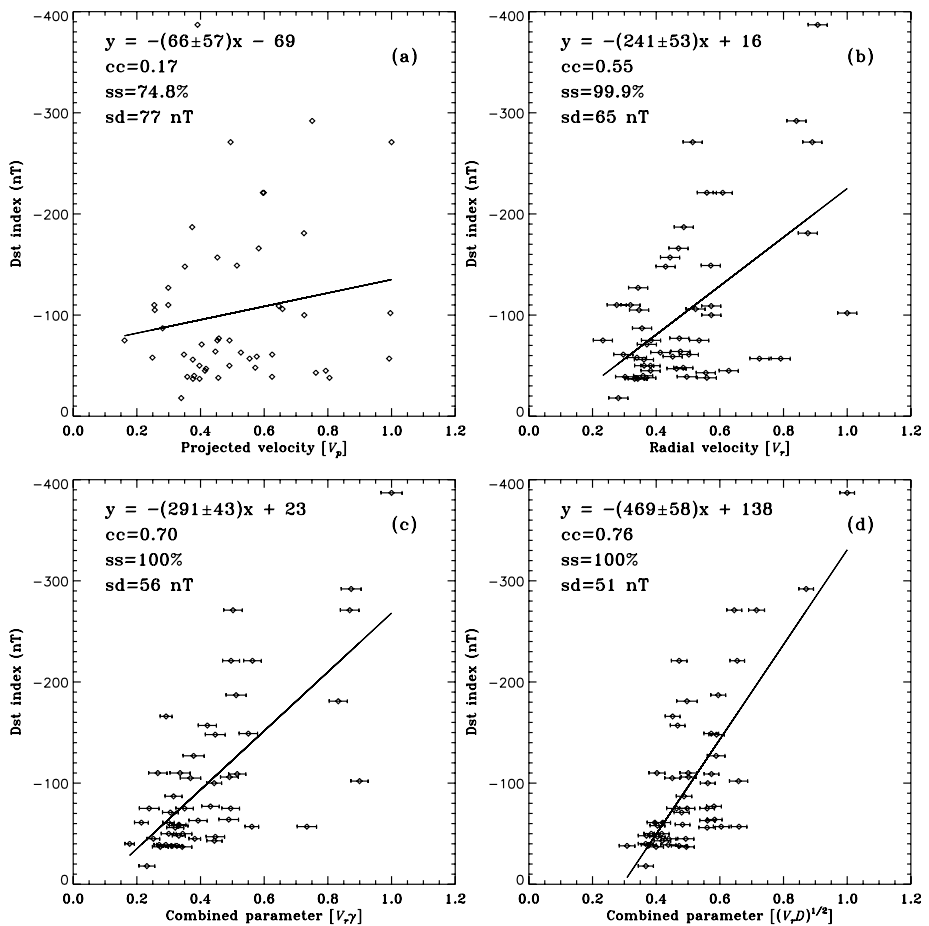 y = −(66±57)x − 69
(a)
cc=0.17
ss=74.8%
sd=77 nT
−400
−300
−200
−100
0
Dst index (nT)
0.0 0.2 0.4 0.6 0.8 1.0 1.2
Projected velocity [Vp]
y = −(241±53)x + 16
(b)
cc=0.55
ss=99.9%
sd=65 nT
−400
−300
−200
−100
0
Dst index (nT)
0.0 0.2 0.4 0.6 0.8 1.0 1.2
Radial velocity [Vr]
y = −(291±43)x + 23
(c)
cc=0.70
ss=100%
sd=56 nT
−400
−300
−200
−100
0
Dst index (nT)
0.0 0.2 0.4 0.6 0.8 1.0 1.2
Combined parameter [Vrγ]
y = −(469±58)x + 138
(d)
cc=0.76
ss=100%
sd=51 nT
−400
−300
−200
−100
0
Dst index (nT)
0.0 0.2 0.4 0.6 0.8 1.0 1.2
Combined parameter [(VrD)^1/2]